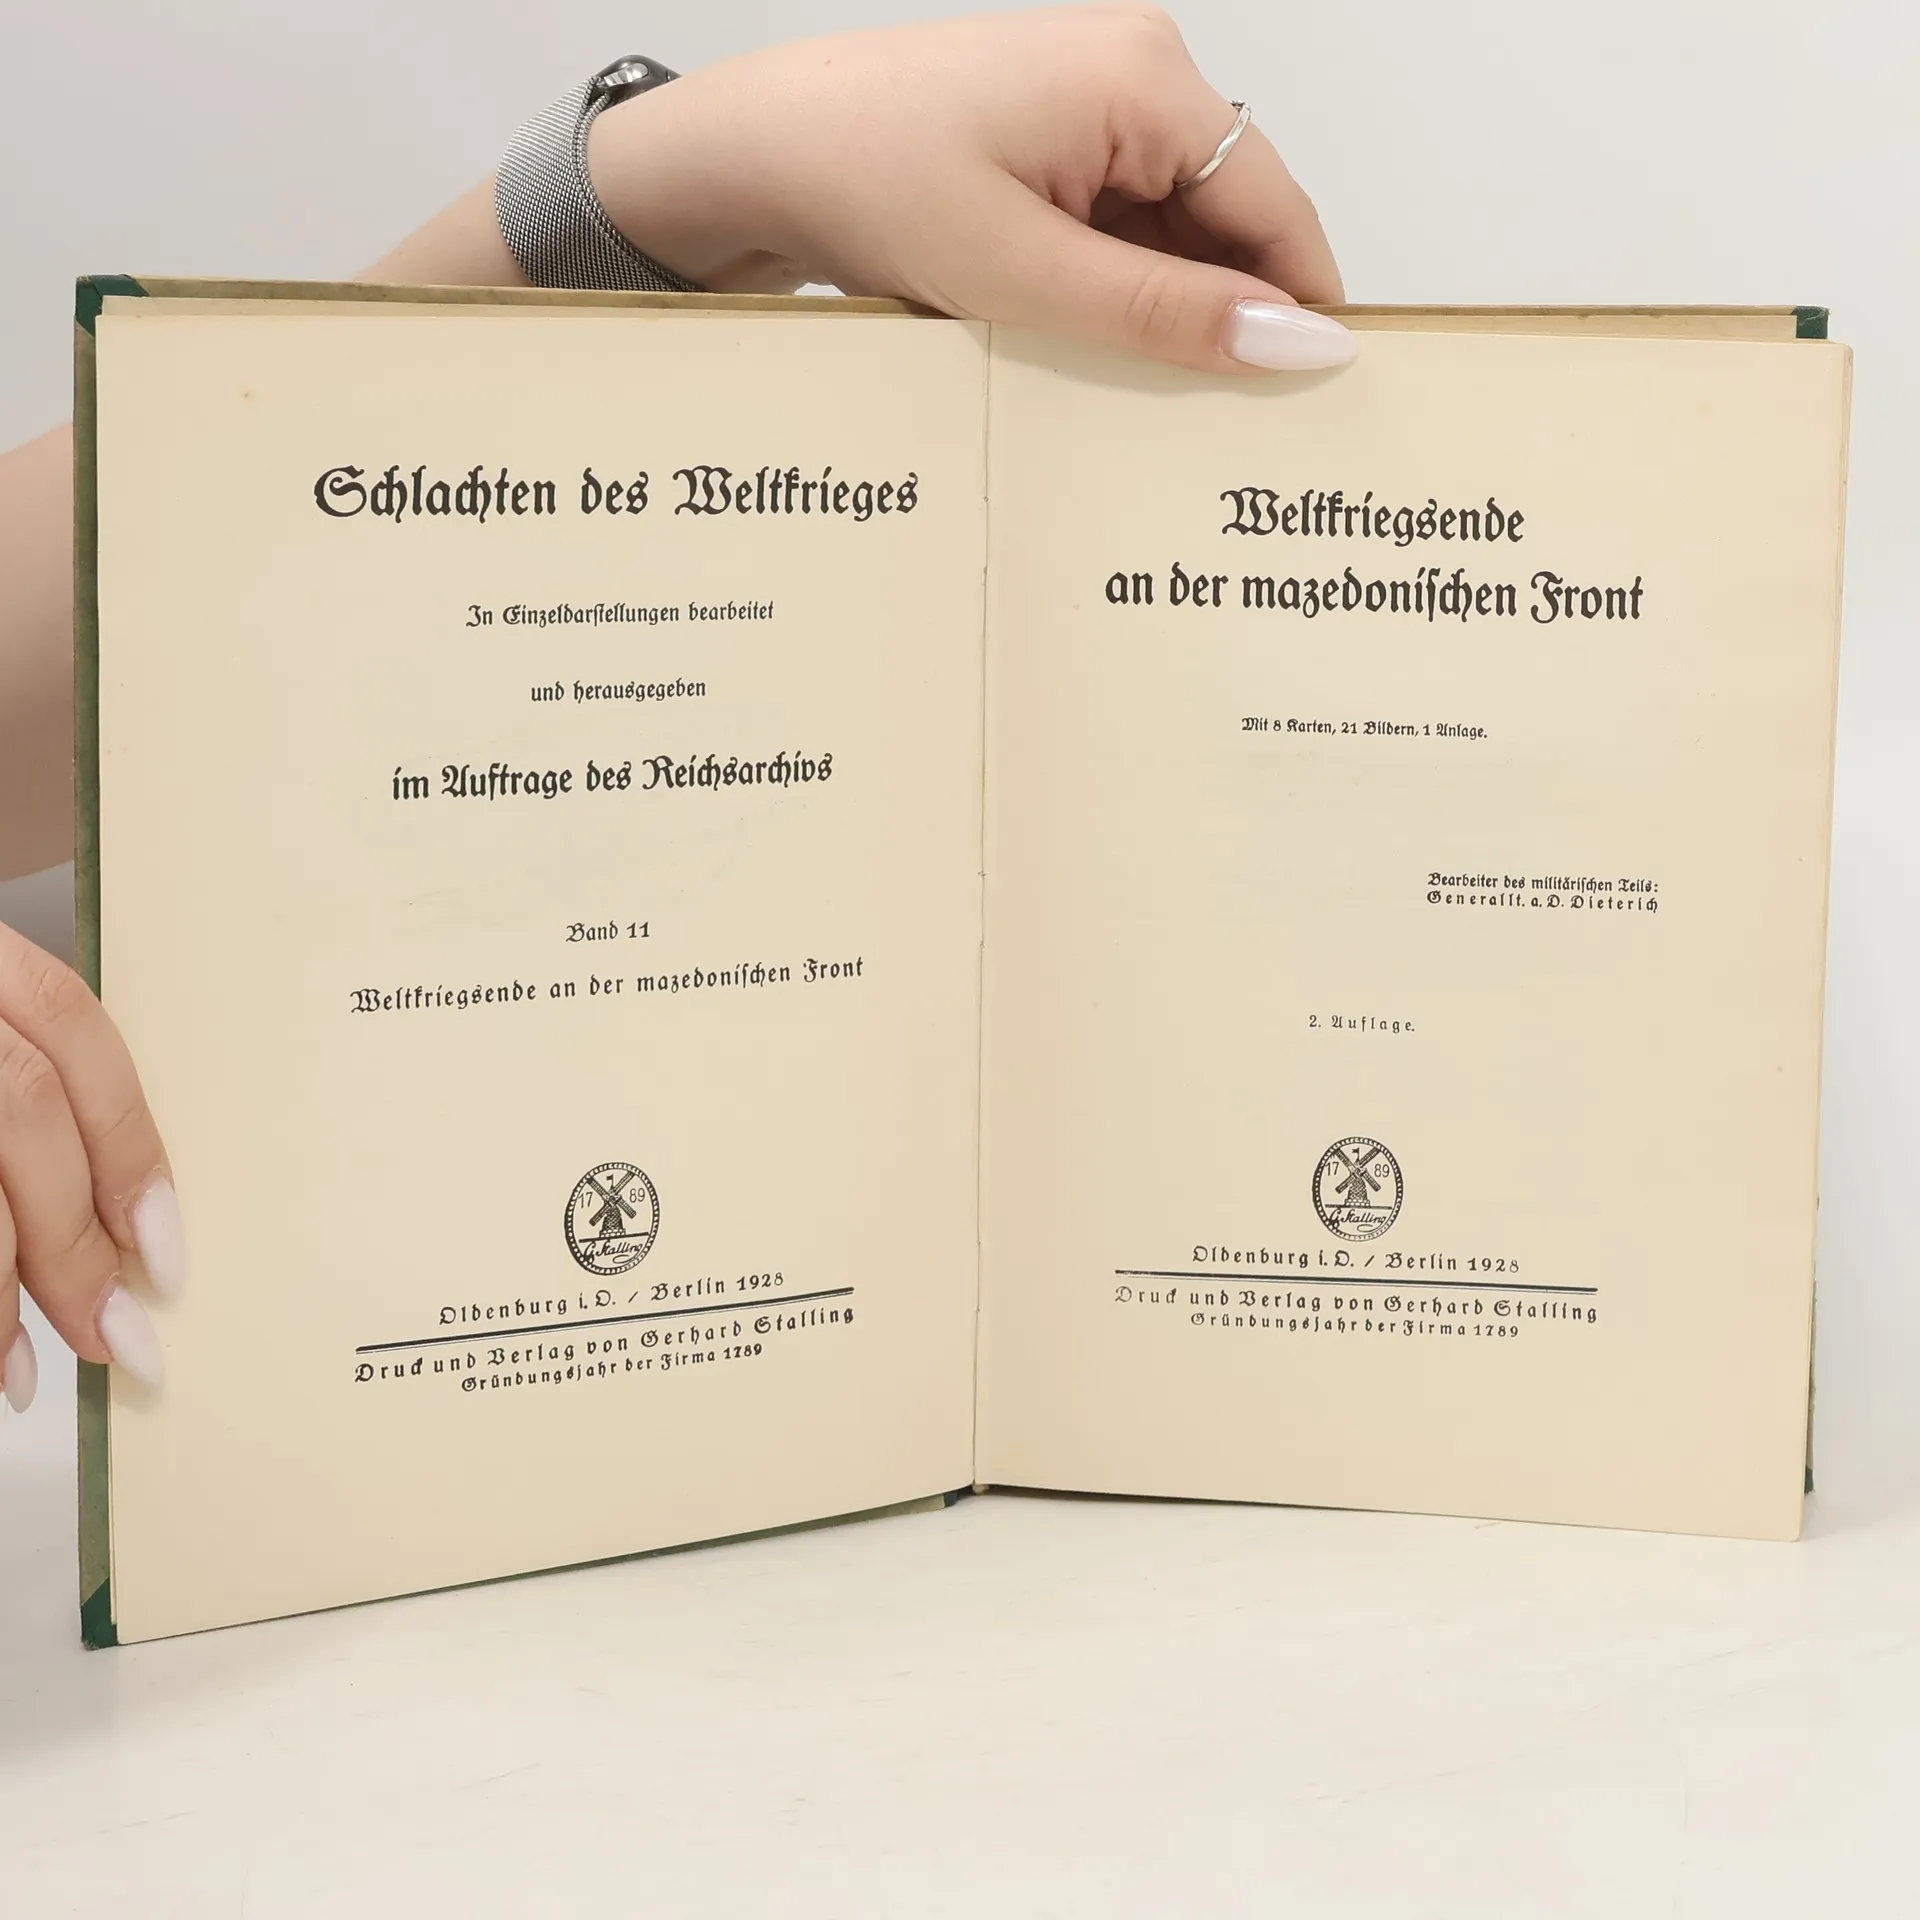 Schlachten des Weltkrieges
In Einzeldarstellungen bearbeitet
und herausgegeben
im Auftrage des Reichsarchivs
Band 11
Weltkriegsende an der mazedonischen Front
17 89
G. Stalling
Oldenburg i. O. / Berlin 1928
Druck und Verlag von Gerhard Stalling
Gründungsjahr der Firma 1789
Weltkriegsende
an der mazedonischen Front
Mit 8 Karten, 21 Bildern, 1 Anlage.
Bearbeiter des militärischen Teils:
Generallt. a. D. Dieterich
2. Auflage.
17 89
G. Stalling
Oldenburg i. O. / Berlin 1928
Druck und Verlag von Gerhard Stalling
Gründungsjahr der Firma 1789